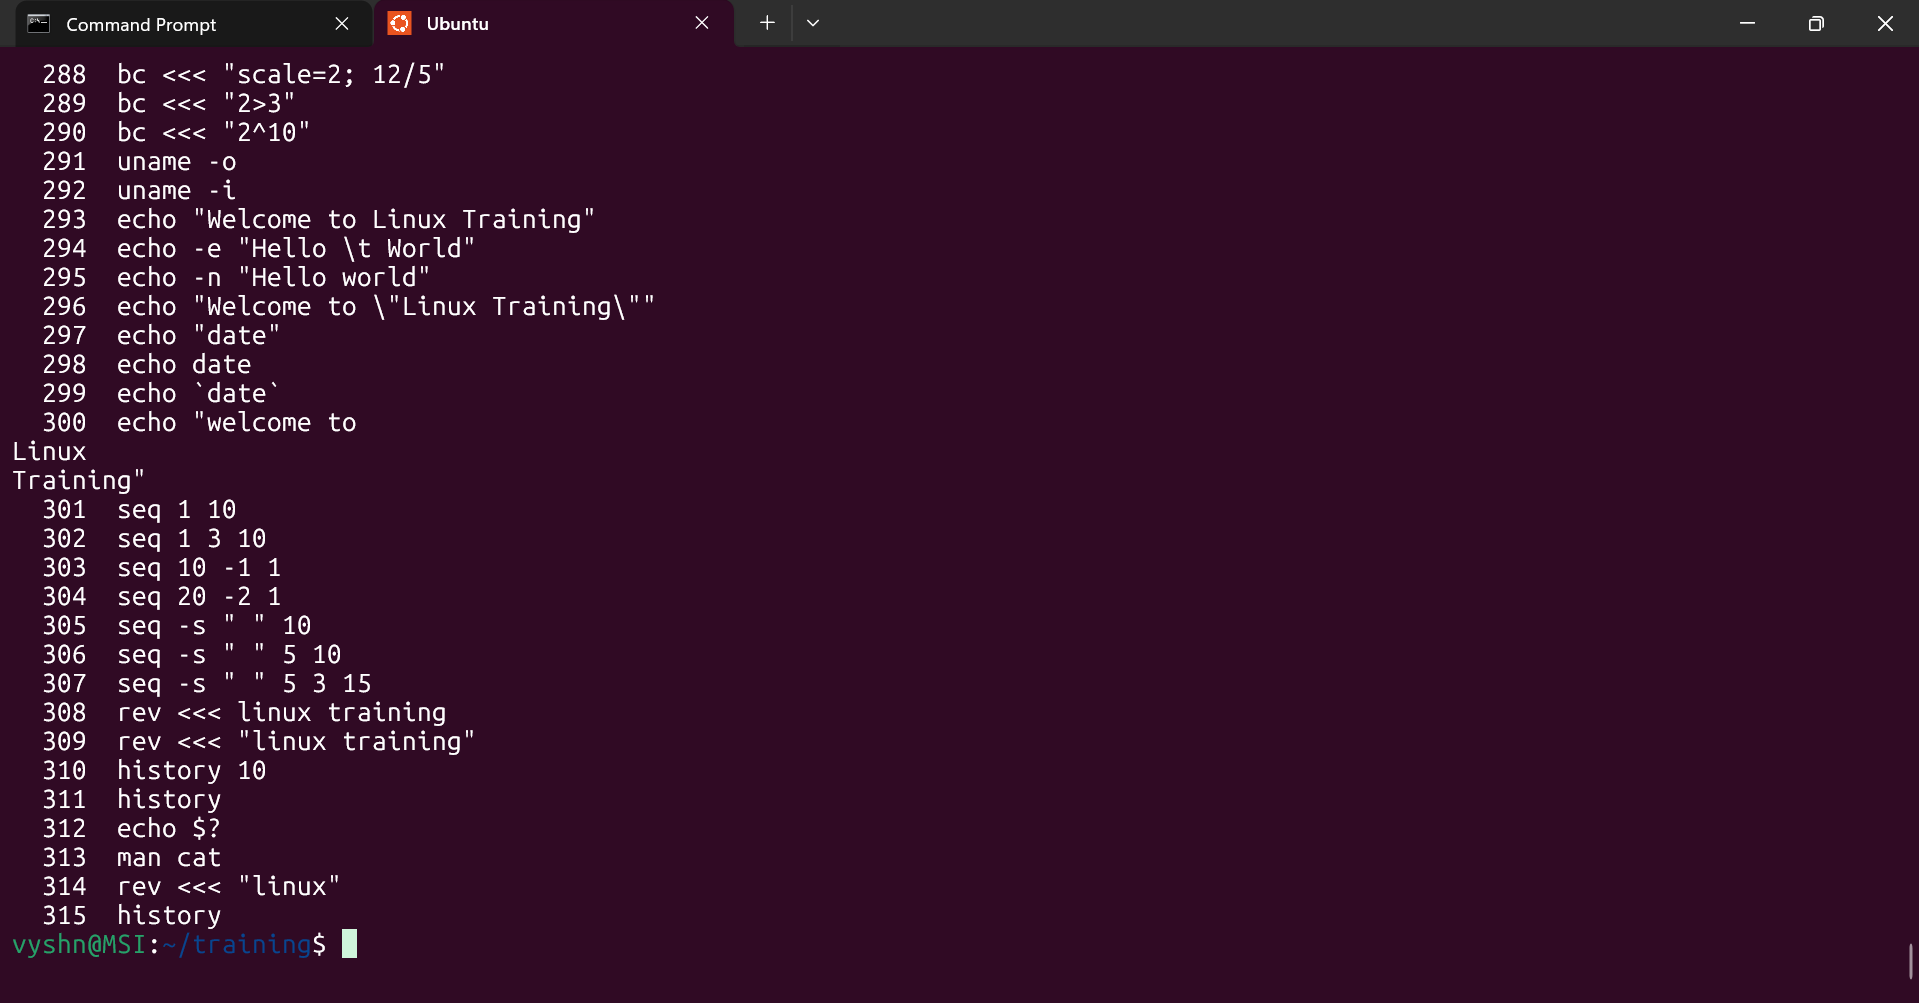 Command Prompt
Ubuntu
288 bc <<< "scale=2; 12/5"
289 bc <<< "2>3"
290 bc <<< "2^10"
291 uname -o
292 uname -i
293 echo "Welcome to Linux Training"
294 echo -e "Hello \t World"
295 echo -n "Hello world"
296 echo "Welcome to \"Linux Training\""
297 echo "date"
298 echo date
299 echo `date`
300 echo "welcome to
Linux
Training"
301 seq 1 10
302 seq 1 3 10
303 seq 10 -1 1
304 seq 20 -2 1
305 seq -s " " 10
306 seq -s " " 5 10
307 seq -s " " 5 3 15
308 rev <<< linux training
309 rev <<< "linux training"
310 history 10
311 history
312 echo $?
313 man cat
314 rev <<< "linux"
315 history
vyshn@MSI:~/training$